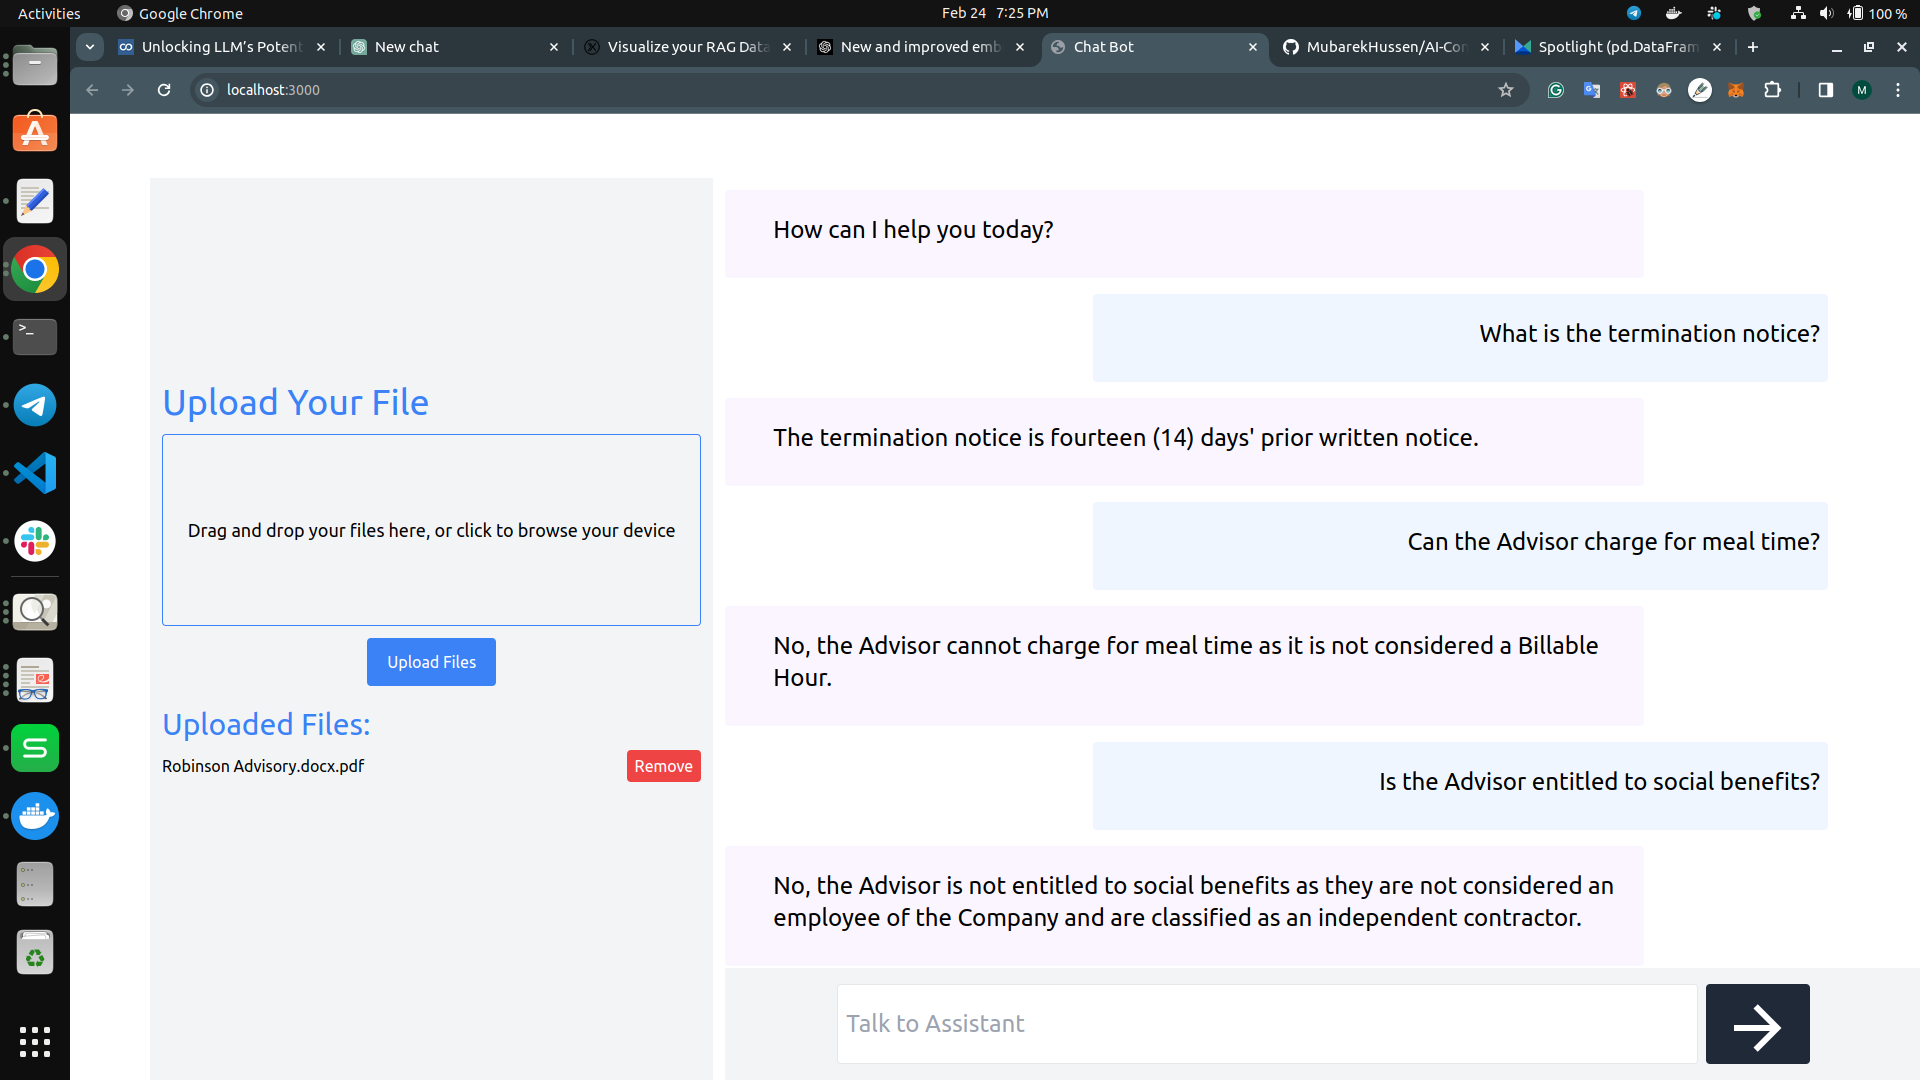 Activities
Google Chrome
Feb 24 7:25 PM
100 %
Unlocking LLM's Potent
New chat
Visualize your RAG Data
New and improved emb
Chat Bot
MubarekHussen/AI-Con
Spotlight (pd.DataFram
localhost:3000
M
Upload Your File
Drag and drop your files here, or click to browse your device
Upload Files
Uploaded Files:
Robinson Advisory.docx.pdf
Remove
How can I help you today?
What is the termination notice?
The termination notice is fourteen (14) days' prior written notice.
Can the Advisor charge for meal time?
No, the Advisor cannot charge for meal time as it is not considered a Billable
Hour.
Is the Advisor entitled to social benefits?
No, the Advisor is not entitled to social benefits as they are not considered an
employee of the Company and are classified as an independent contractor.
Talk to Assistant